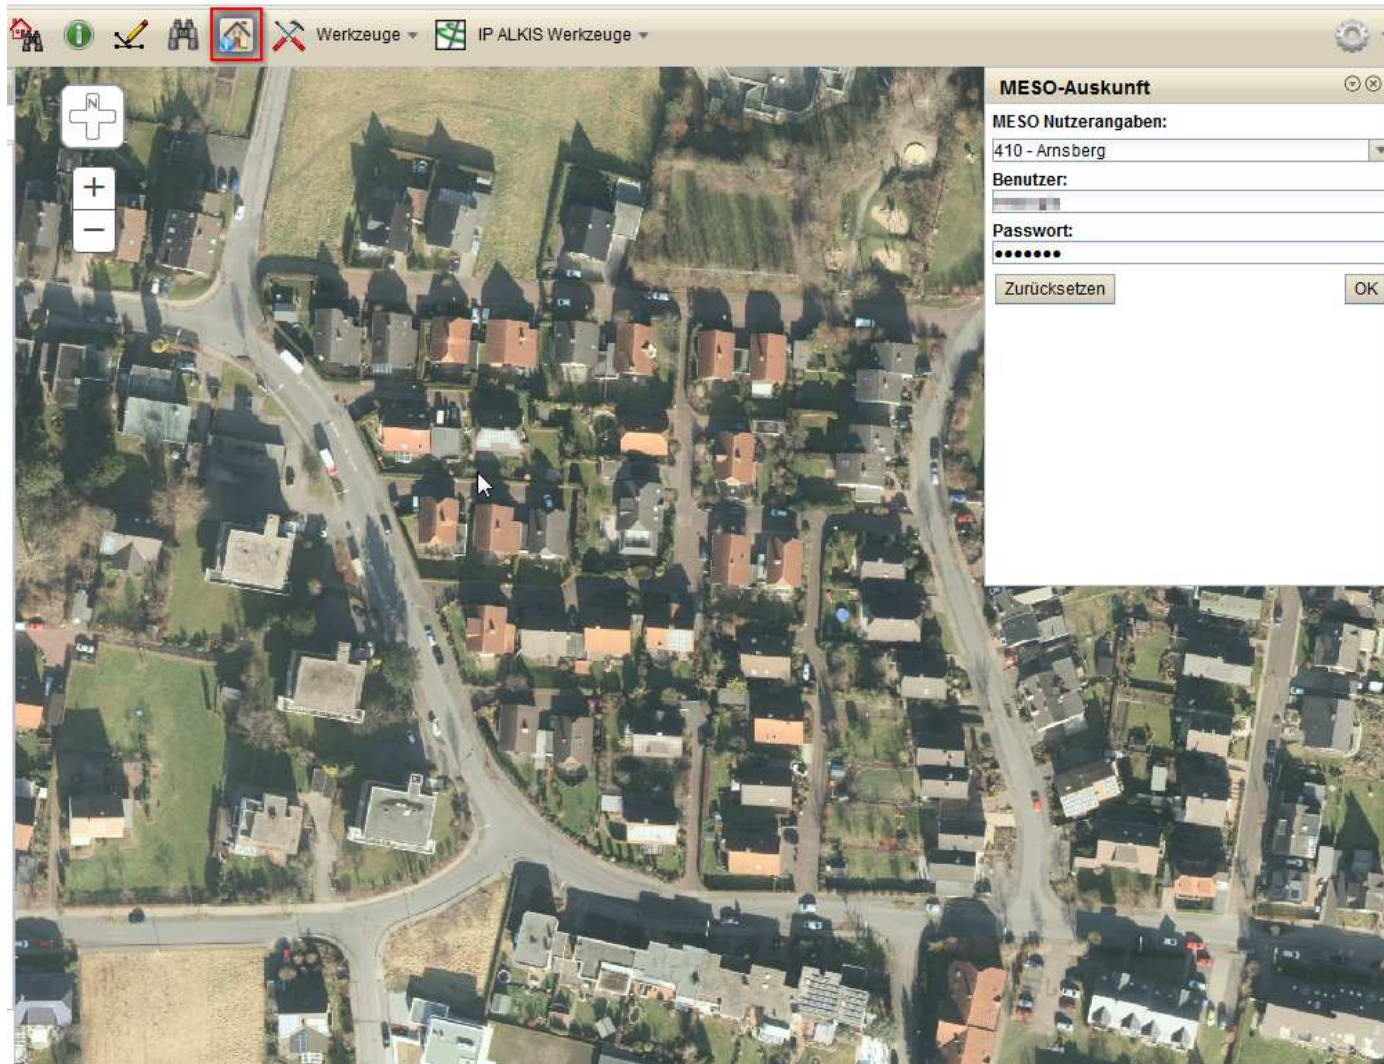 Werkzeuge
IP ALKIS Werkzeuge
N
MESO-Auskunft
MESO Nutzerangaben:
410 - Arnsberg
Benutzer:
Passwort:
Zurücksetzen OK